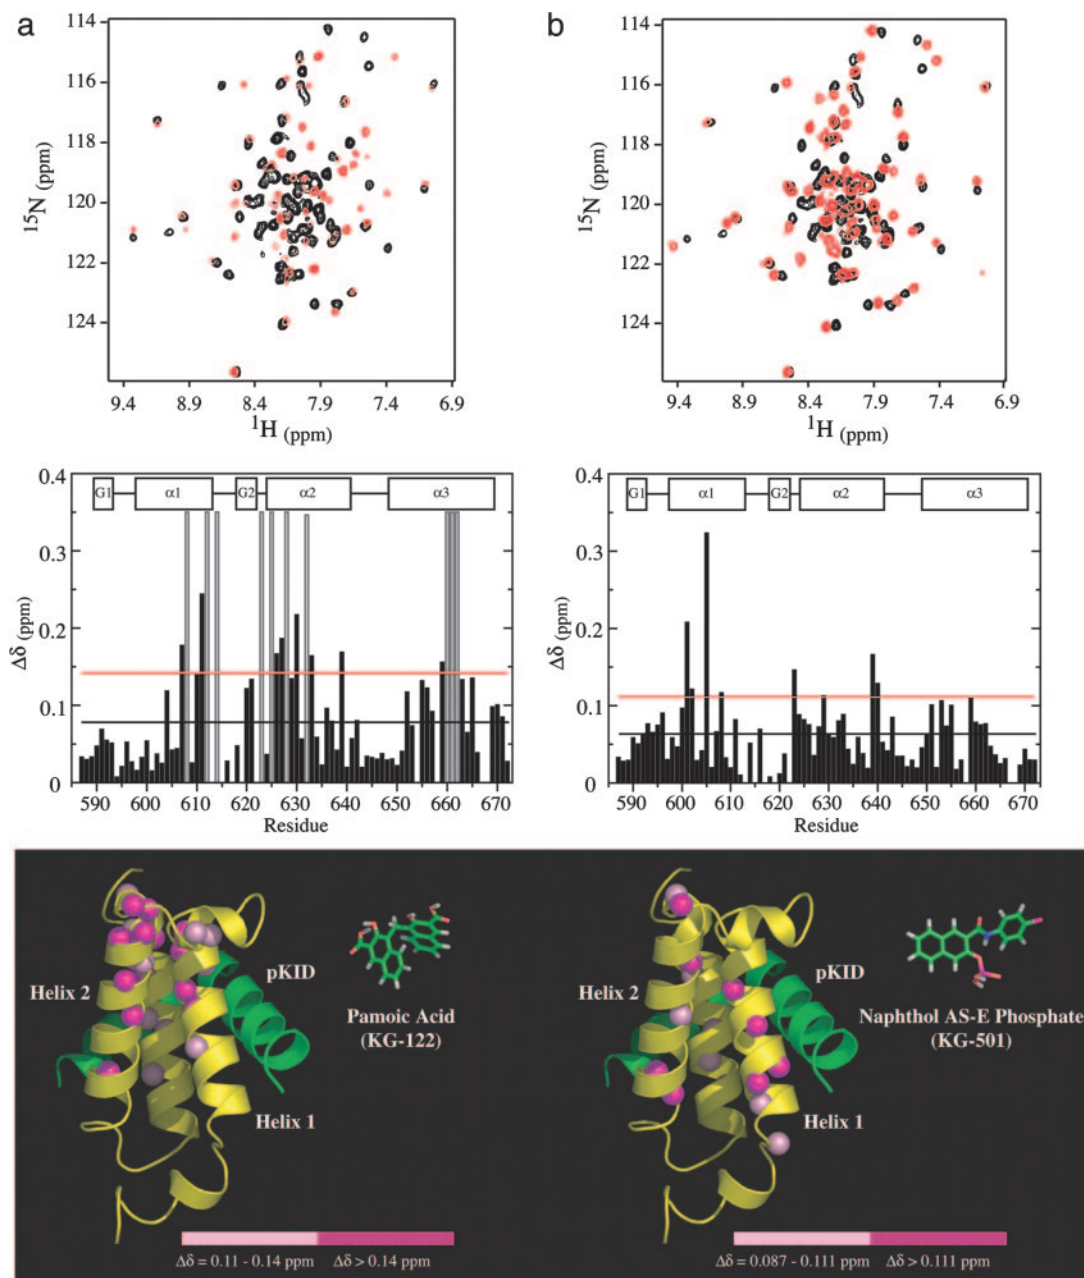 a
b
114
116
118
120
122
124
15N (ppm)
9.4 8.9 8.4 7.9 7.4 6.9
1H (ppm)
114
116
118
120
122
124
15N (ppm)
9.4 8.9 8.4 7.9 7.4 6.9
1H (ppm)
0.4
0.3
0.2
0.1
0
Δδ (ppm)
G1 α1 G2 α2 α3
590 600 610 620 630 640 650 660 670
Residue
0.4
0.3
0.2
0.1
0
Δδ (ppm)
G1 α1 G2 α2 α3
590 600 610 620 630 640 650 660 670
Residue
Helix 2
pKID
Pamoic Acid
(KG-122)
Helix 1
Δδ = 0.11 - 0.14 ppm Δδ > 0.14 ppm
Helix 2
pKID
Naphthol AS-E Phosphate
(KG-501)
Helix 1
Δδ = 0.087 - 0.111 ppm Δδ > 0.111 ppm